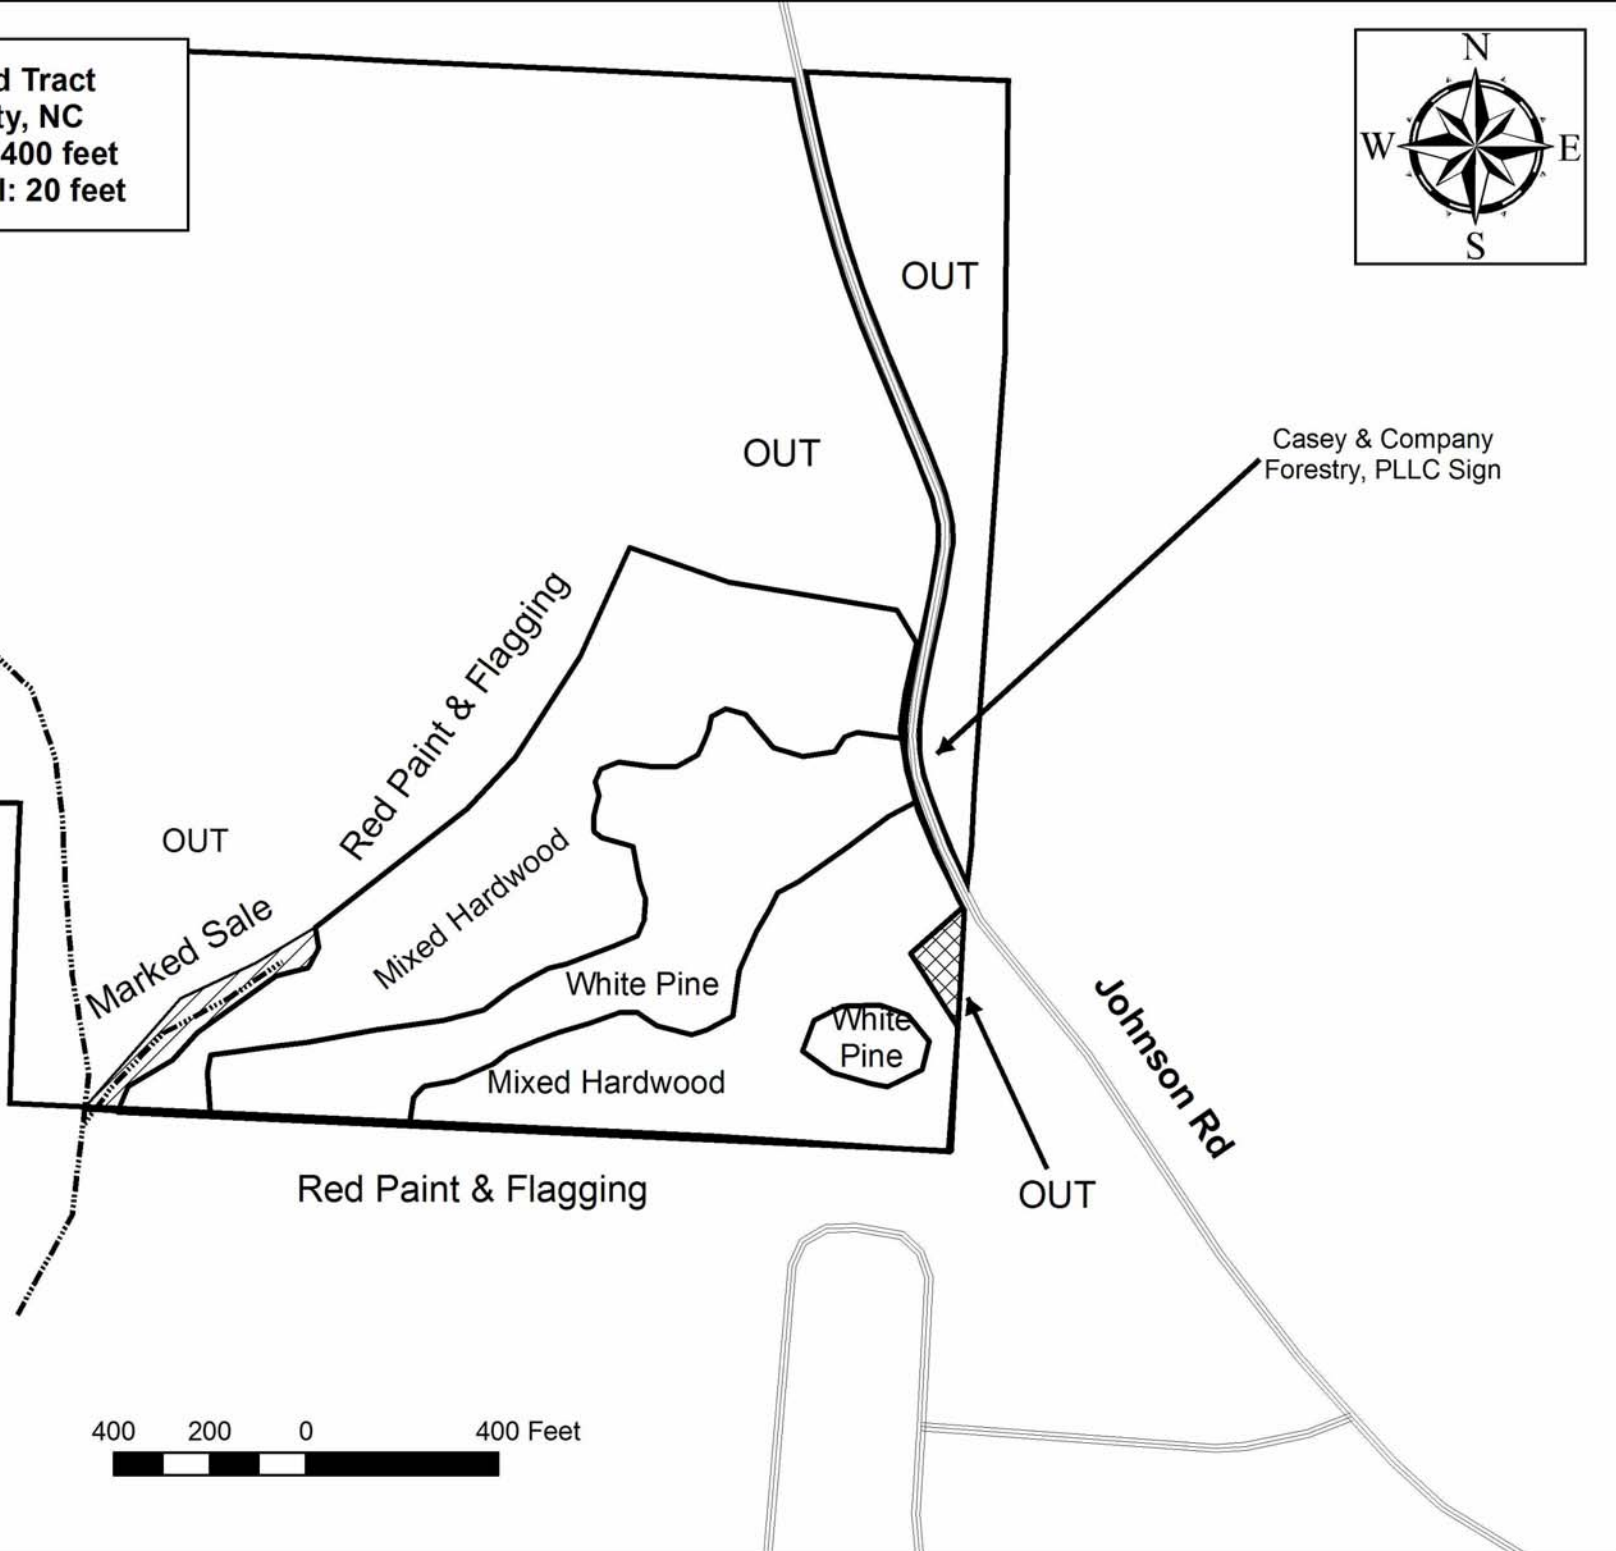 d Tract
ty, NC
400 feet
l: 20 feet
N
W
E
S
OUT
OUT
Casey & Company
Forestry, PLLC Sign
Red Paint & Flagging
OUT
Marked Sale
Mixed Hardwood
White Pine
White
Pine
Mixed Hardwood
Johnson Rd
Red Paint & Flagging
OUT
400 200 0 400 Feet